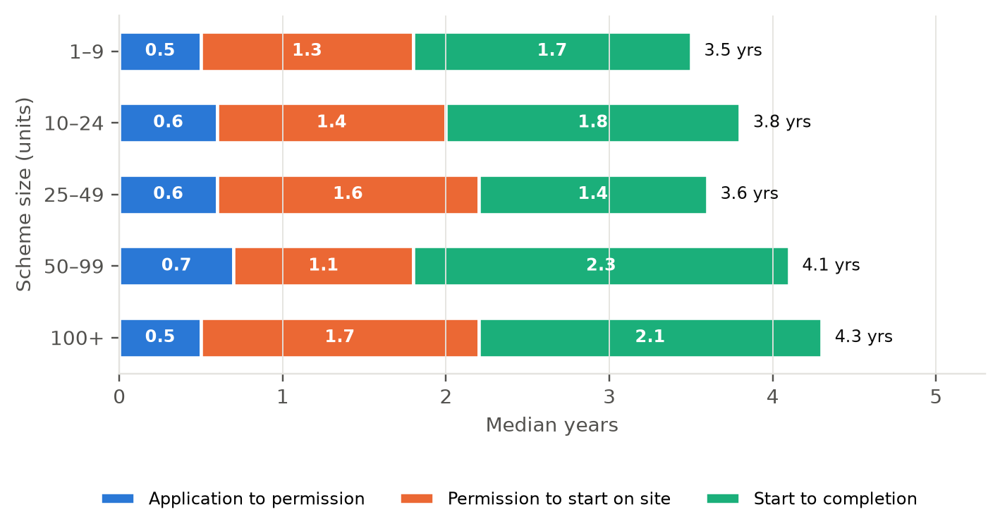 Scheme size (units)
1–9 0.5 1.3 1.7 3.5 yrs
10–24 0.6 1.4 1.8 3.8 yrs
25–49 0.6 1.6 1.4 3.6 yrs
50–99 0.7 1.1 2.3 4.1 yrs
100+ 0.5 1.7 2.1 4.3 yrs
0 1 2 3 4 5
Median years
Application to permission Permission to start on site Start to completion